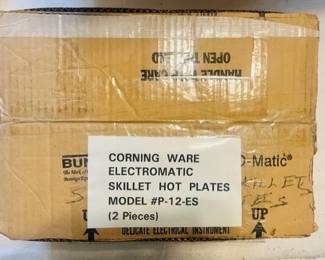 HANDLE WITH CARE
OPEN THIS END
BUN
O-Matic®
CORNING WARE
ELECTROMATIC
SKILLET HOT PLATES
MODEL #P-12-ES
(2 Pieces)
UP
UP
DELICATE ELECTRICAL INSTRUMENT